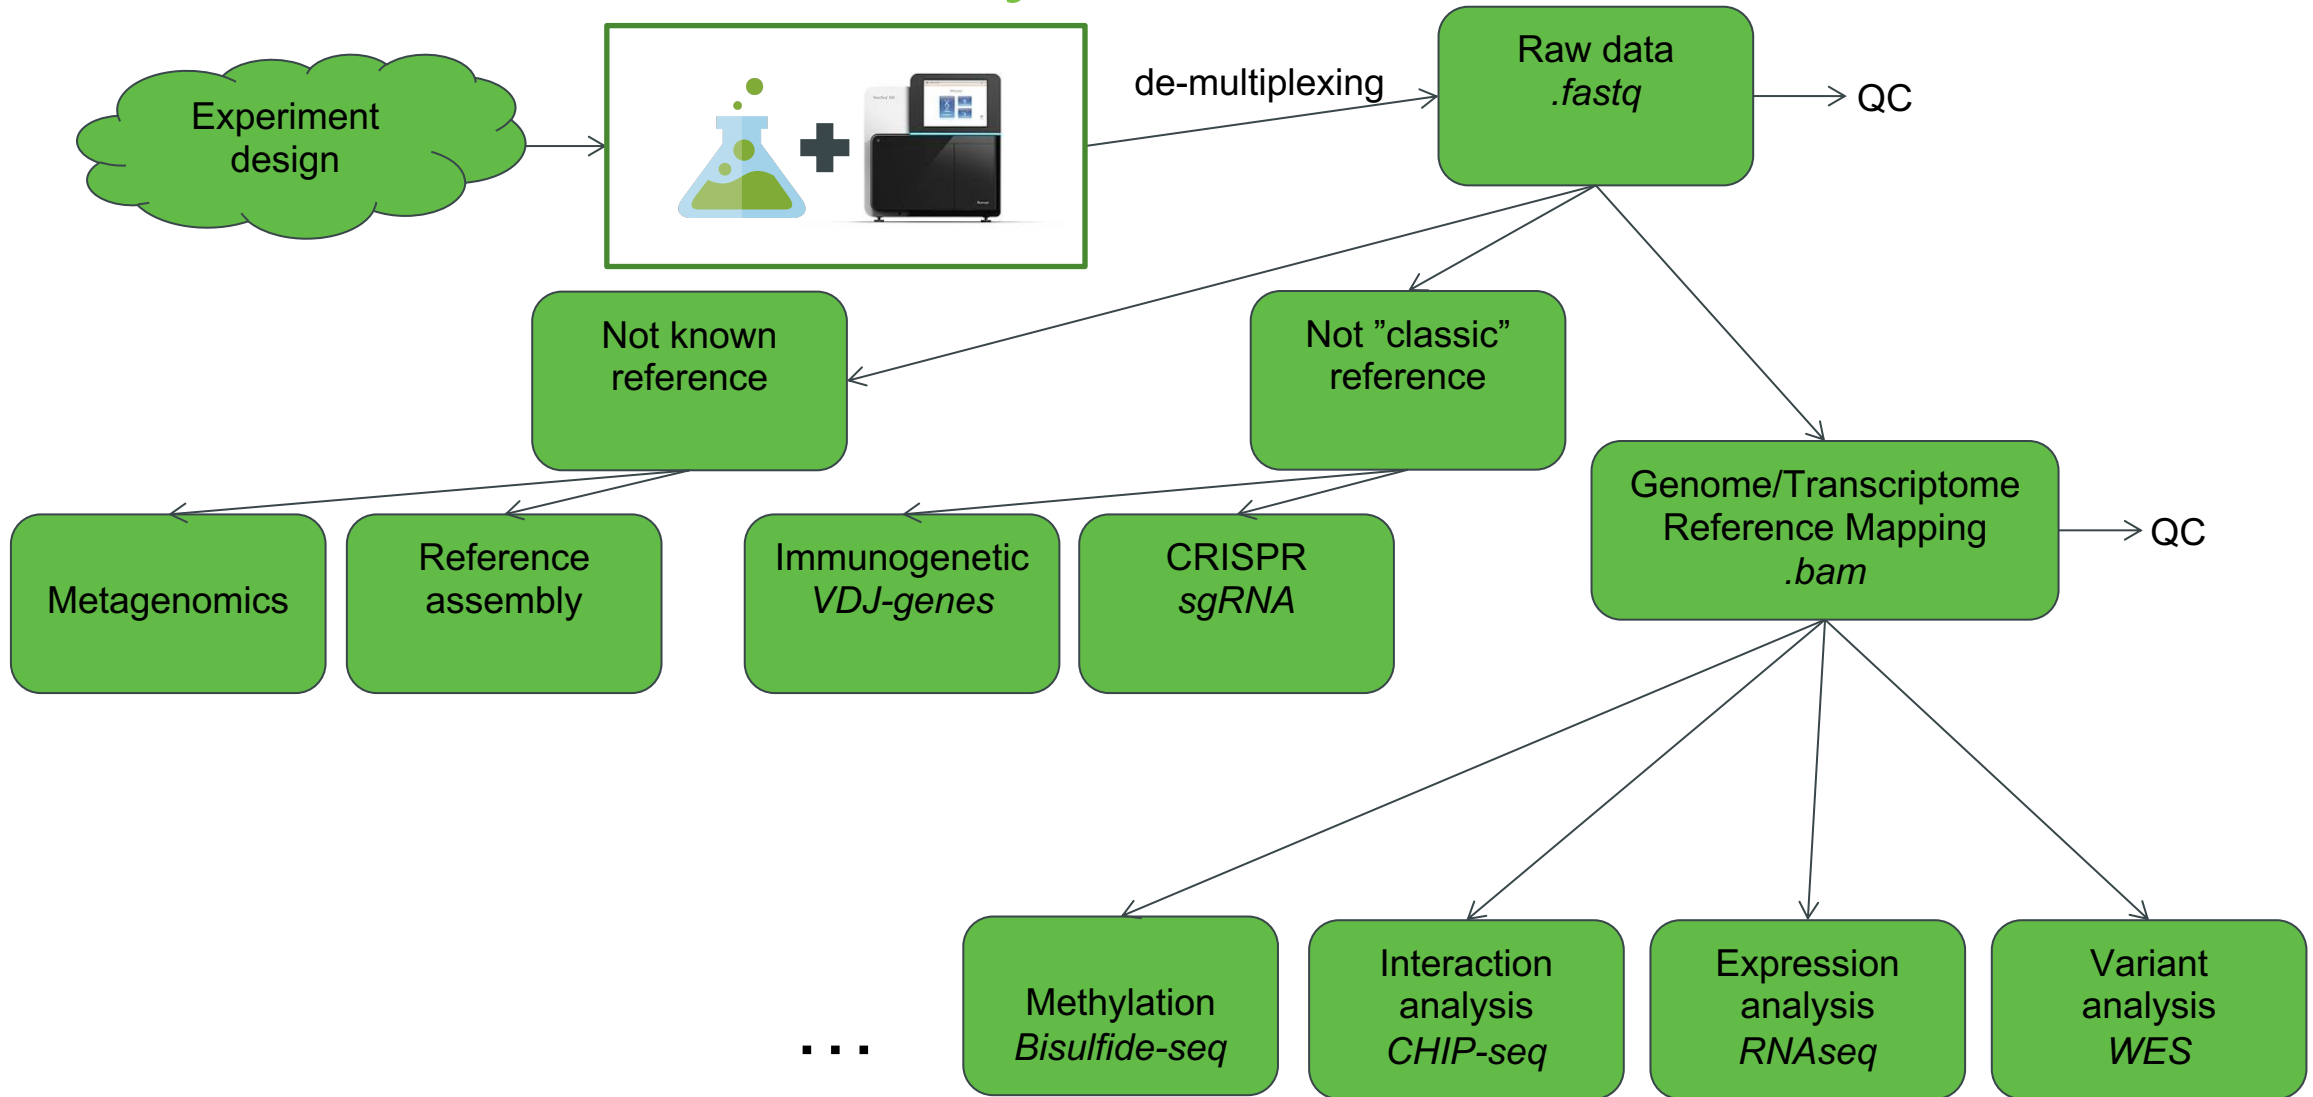 Experiment
design
de-multiplexing
Raw data
.fastq
QC
Not known
reference
Not ”classic”
reference
Genome/Transcriptome
Reference Mapping
.bam
QC
Metagenomics
Reference
assembly
Immunogenetic
VDJ-genes
CRISPR
sgRNA
...
Methylation
Bisulfide-seq
Interaction
analysis
CHIP-seq
Expression
analysis
RNAseq
Variant
analysis
WES